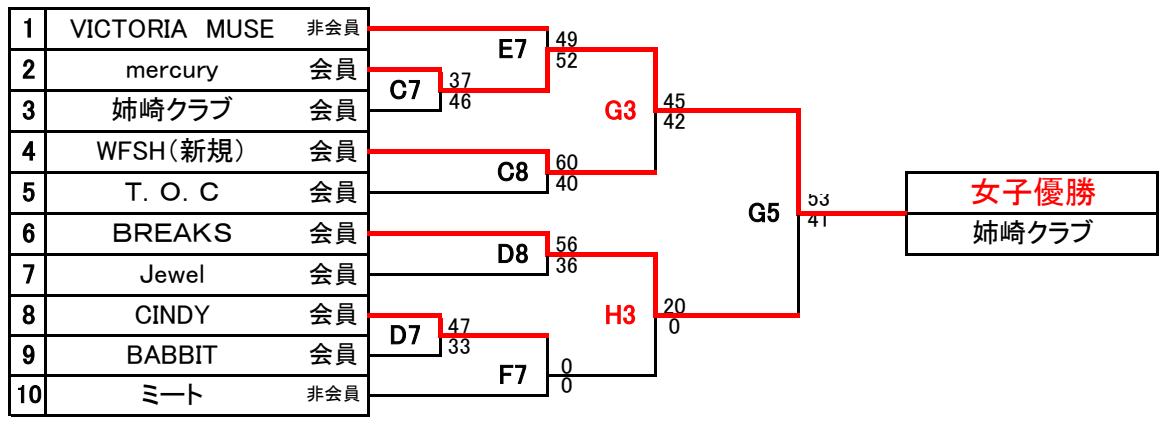 1 VICTORIA MUSE 非会員
2 mercury 会員
3 姉崎クラブ 会員
4 WFSH(新規) 会員
5 T.O.C 会員
6 BREAKS 会員
7 Jewel 会員
8 CINDY 会員
9 BABBIT 会員
10 ミート 非会員
C7
37
46
D7
47
33
E7
49
52
C8
60
40
D8
56
36
F7
0
0
G3
45
42
H3
20
0
G5
53
41
女子優勝
姉崎クラブ